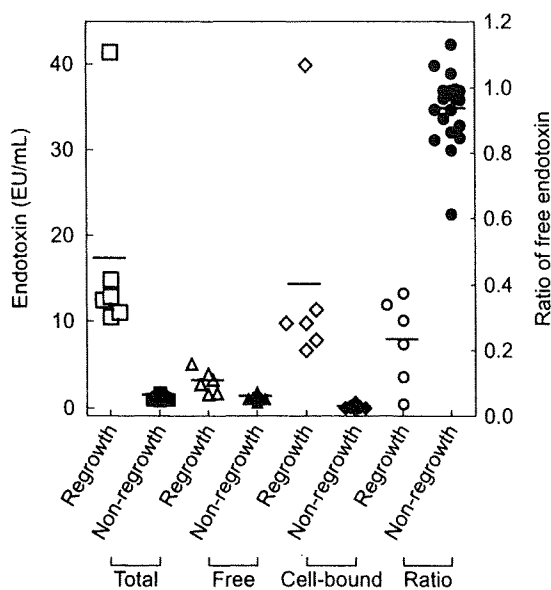 Endotoxin (EU/mL)
40
30
20
10
0
1.2
1.0
0.8
0.6
0.4
0.2
0.0
Ratio of free endotoxin
Regrowth
Non-regrowth
Regrowth
Non-regrowth
Regrowth
Non-regrowth
Regrowth
Non-regrowth
Total
Free
Cell-bound
Ratio